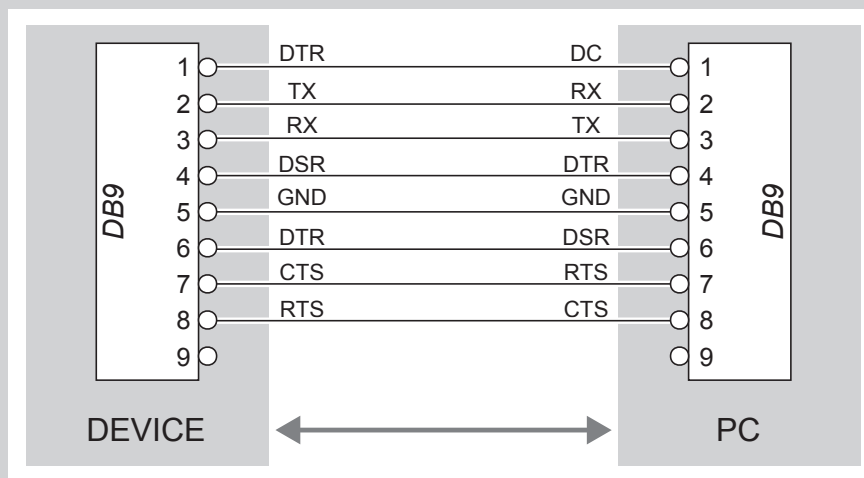 DTR DC
1 1
TX RX
2 2
RX TX
3 3
DSR DTR
4 4
GND GND
5 5
DTR DSR
6 6
CTS RTS
7 7
RTS CTS
8 8
9 9
DB9 DB9
DEVICE PC